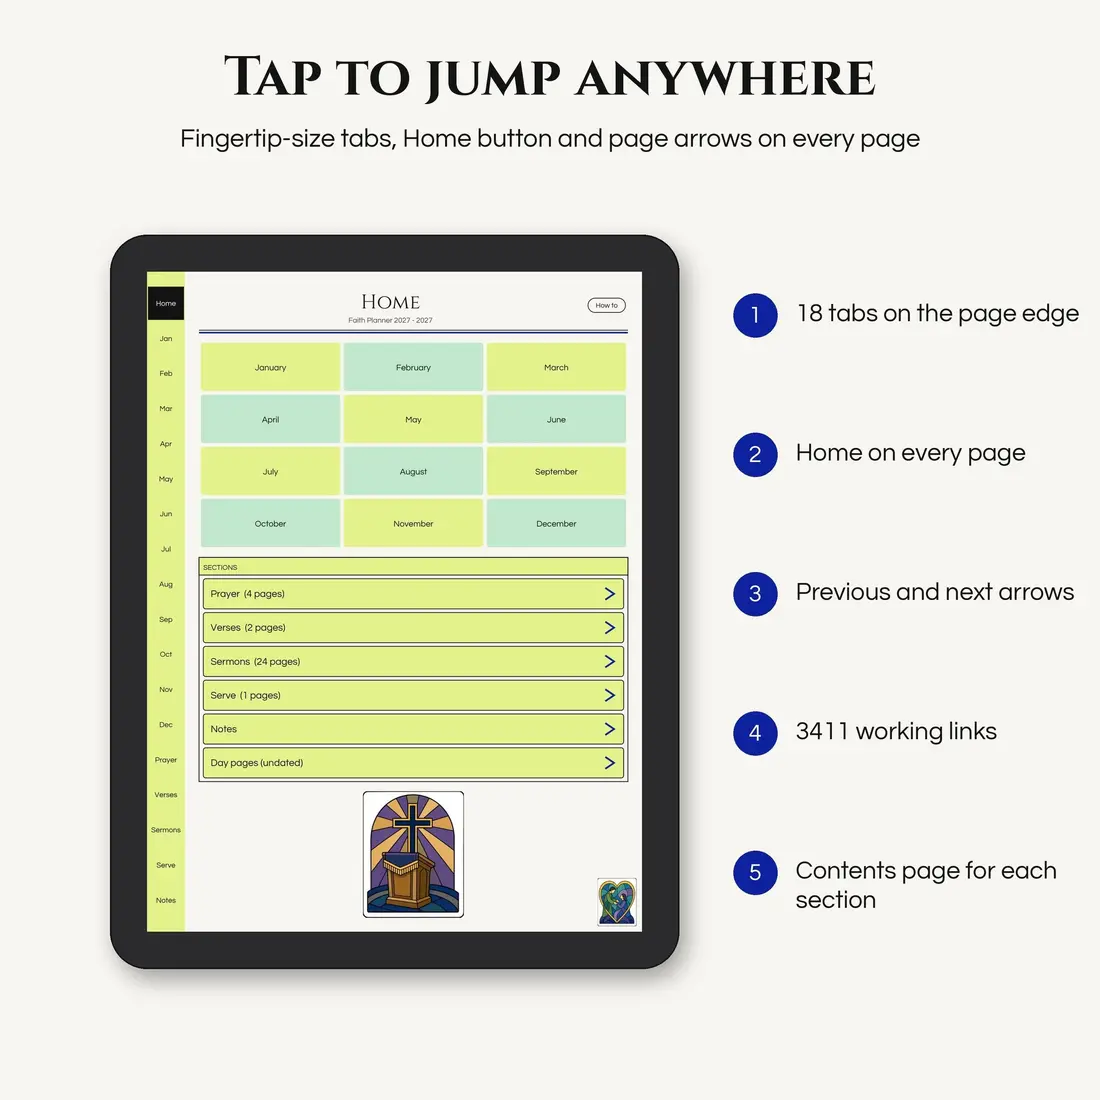 TAP TO JUMP ANYWHERE
Fingertip-size tabs, Home button and page arrows on every page
Home
Jan
Feb
Mar
Apr
May
Jun
Jul
Aug
Sep
Oct
Nov
Dec
Prayer
Verses
Sermons
Serve
Notes
HOME
How to
Faith Planner 2027 - 2027
January
February
March
April
May
June
July
August
September
October
November
December
SECTIONS
Prayer (4 pages)
Verses (2 pages)
Sermons (24 pages)
Serve (1 pages)
Notes
Day pages (undated)
1 18 tabs on the page edge
2 Home on every page
3 Previous and next arrows
4 3411 working links
5 Contents page for each
section